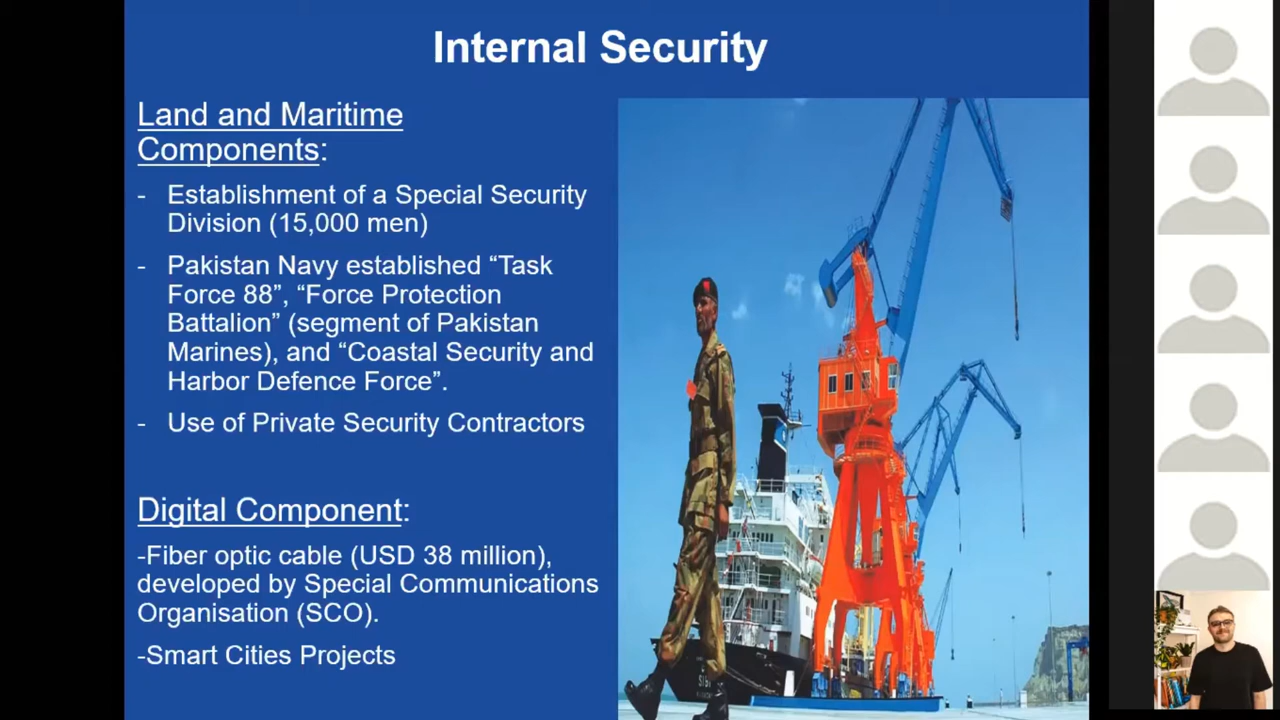 Internal Security
Land and Maritime
Components:
- Establishment of a Special Security
Division (15,000 men)
- Pakistan Navy established “Task
Force 88”, “Force Protection
Battalion” (segment of Pakistan
Marines), and “Coastal Security and
Harbor Defence Force”.
- Use of Private Security Contractors
Digital Component:
-Fiber optic cable (USD 38 million),
developed by Special Communications
Organisation (SCO).
-Smart Cities Projects